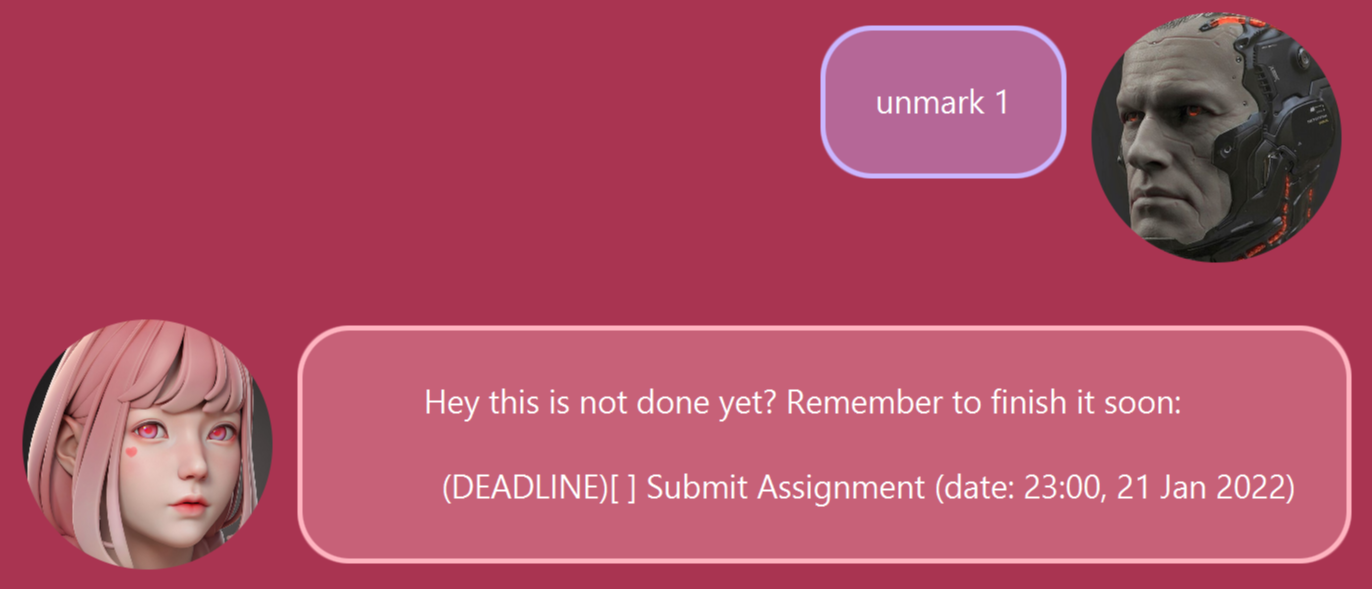 unmark 1
Hey this is not done yet? Remember to finish it soon:
(DEADLINE)[ ] Submit Assignment (date: 23:00, 21 Jan 2022)